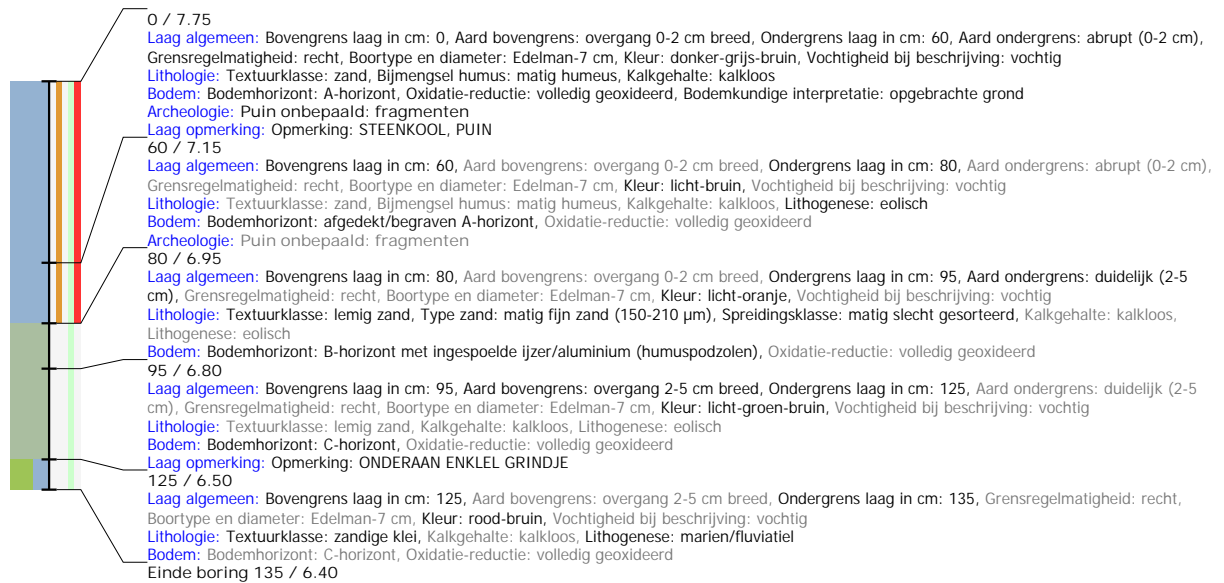 0 / 7.75
Laag algemeen: Bovengrens laag in cm: 0, Aard bovengrens: overgang 0-2 cm breed, Ondergrens laag in cm: 60, Aard ondergrens: abrupt (0-2 cm),
Grensregelmatigheid: recht, Boortype en diameter: Edelman-7 cm, Kleur: donker-grijs-bruin, Vochtigheid bij beschrijving: vochtig
Lithologie: Textuurklasse: zand, Bijmengsel humus: matig humeus, Kalkgehalte: kalkloos
Bodem: Bodemhorizont: A-horizont, Oxidatie-reductie: volledig geoxideerd, Bodemkundige interpretatie: opgebrachte grond
Archeologie: Puin onbepaald: fragmenten
Laag opmerking: Opmerking: STEENKOOL, PUIN
60 / 7.15
Laag algemeen: Bovengrens laag in cm: 60, Aard bovengrens: overgang 0-2 cm breed, Ondergrens laag in cm: 80, Aard ondergrens: abrupt (0-2 cm),
Grensregelmatigheid: recht, Boortype en diameter: Edelman-7 cm, Kleur: licht-bruin, Vochtigheid bij beschrijving: vochtig
Lithologie: Textuurklasse: zand, Bijmengsel humus: matig humeus, Kalkgehalte: kalkloos, Lithogenese: eolisch
Bodem: Bodemhorizont: afgedekt/begraven A-horizont, Oxidatie-reductie: volledig geoxideerd
Archeologie: Puin onbepaald: fragmenten
80 / 6.95
Laag algemeen: Bovengrens laag in cm: 80, Aard bovengrens: overgang 0-2 cm breed, Ondergrens laag in cm: 95, Aard ondergrens: duidelijk (2-5
cm), Grensregelmatigheid: recht, Boortype en diameter: Edelman-7 cm, Kleur: licht-oranje, Vochtigheid bij beschrijving: vochtig
Lithologie: Textuurklasse: lemig zand, Type zand: matig fijn zand (150-210 µm), Spreidingsklasse: matig slecht gesorteerd, Kalkgehalte: kalkloos,
Lithogenese: eolisch
Bodem: Bodemhorizont: B-horizont met ingespoelde ijzer/aluminium (humuspodzolen), Oxidatie-reductie: volledig geoxideerd
95 / 6.80
Laag algemeen: Bovengrens laag in cm: 95, Aard bovengrens: overgang 2-5 cm breed, Ondergrens laag in cm: 125, Aard ondergrens: duidelijk (2-5
cm), Grensregelmatigheid: recht, Boortype en diameter: Edelman-7 cm, Kleur: licht-groen-bruin, Vochtigheid bij beschrijving: vochtig
Lithologie: Textuurklasse: lemig zand, Kalkgehalte: kalkloos, Lithogenese: eolisch
Bodem: Bodemhorizont: C-horizont, Oxidatie-reductie: volledig geoxideerd
Laag opmerking: Opmerking: ONDERAAN ENKLEL GRINDJE
125 / 6.50
Laag algemeen: Bovengrens laag in cm: 125, Aard bovengrens: overgang 2-5 cm breed, Ondergrens laag in cm: 135, Grensregelmatigheid: recht,
Boortype en diameter: Edelman-7 cm, Kleur: rood-bruin, Vochtigheid bij beschrijving: vochtig
Lithologie: Textuurklasse: zandige klei, Kalkgehalte: kalkloos, Lithogenese: marien/fluviatiel
Bodem: Bodemhorizont: C-horizont, Oxidatie-reductie: volledig geoxideerd
Einde boring 135 / 6.40